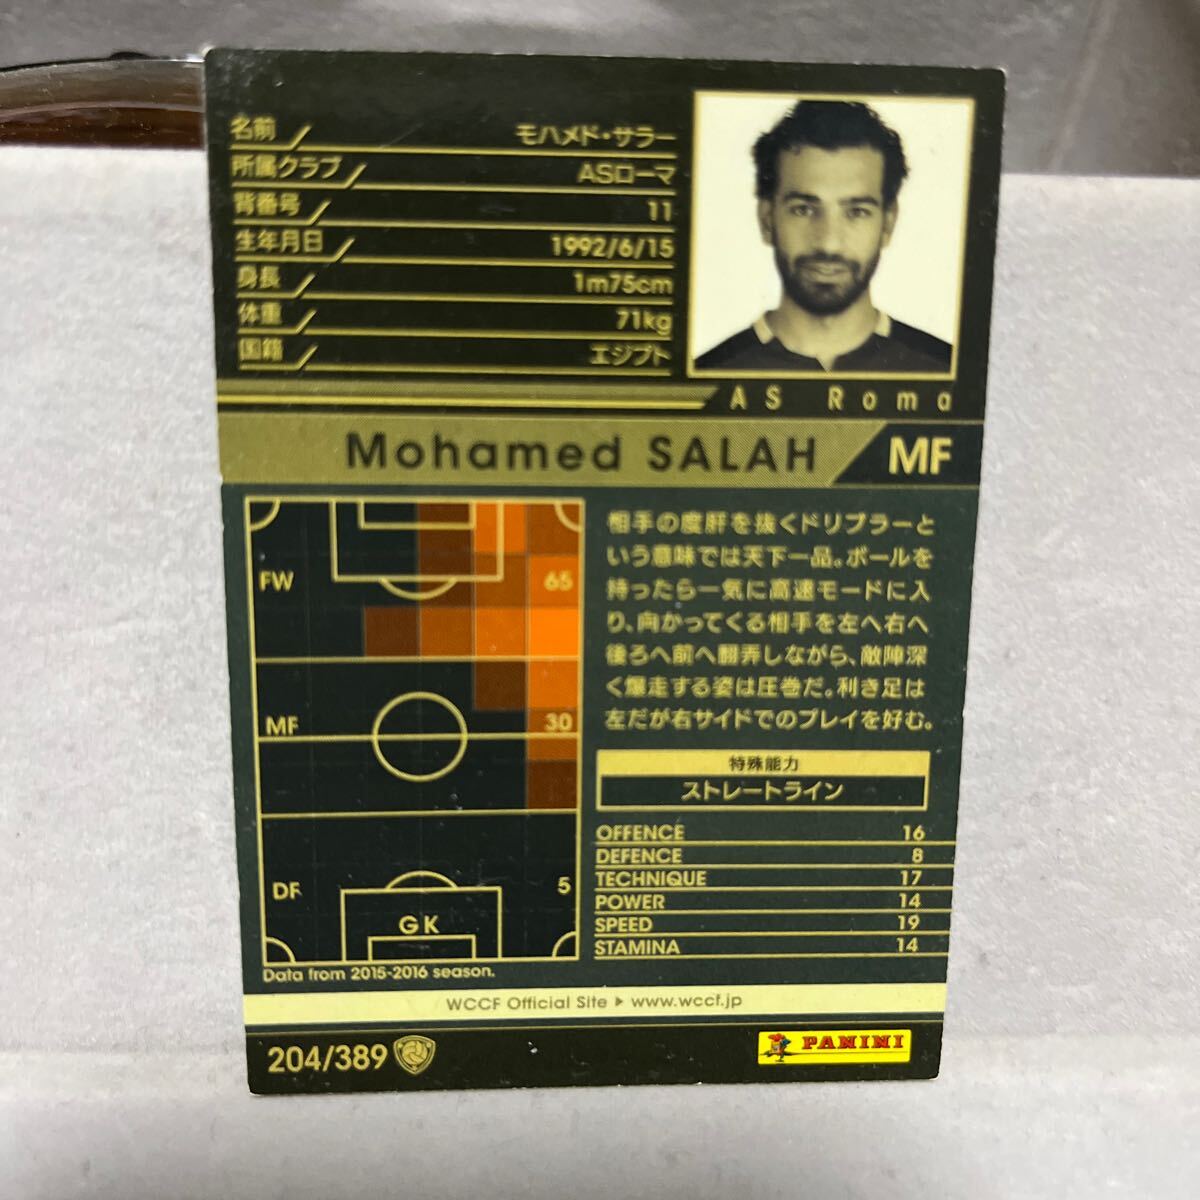 名前 モハメド・サラー
所属クラブ ASローマ
背番号 11
生年月日 1992/6/15
身長 1m75cm
体重 71kg
国籍 エジプト
AS Roma
Mohamed SALAH MF
FW 65
MF 30
DF 5
GK
Data from 2015-2016 season.
相手の度肝を抜くドリブラーと
いう意味では天下一品。ボールを
持ったら一気に高速モードに入
り、向かってくる相手を左へ右へ
後ろへ前へ翻弄しながら、敵陣深
く爆走する姿は圧巻だ。利き足は
左だが右サイドでのプレイを好む。
特殊能力
ストレートライン
OFFENCE 16
DEFENCE 8
TECHNIQUE 17
POWER 14
SPEED 19
STAMINA 14
WCCF Official Site ▶ www.wccf.jp
204/389
PANINI